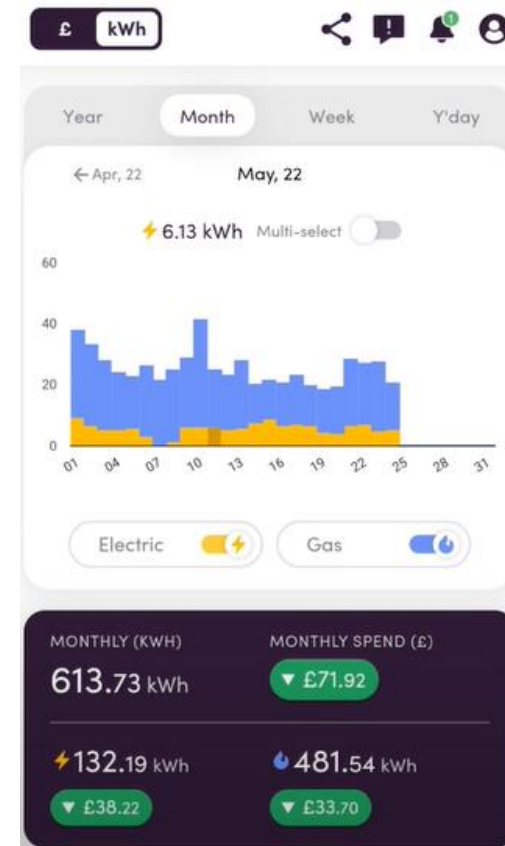 £ kWh
1
Year Month Week Y'day
← Apr, 22 May, 22
6.13 kWh Multi-select
60
40
20
0
01 04 07 10 13 16 19 22 25 28 31
Electric Gas
MONTHLY (KWH) MONTHLY SPEND (£)
613.73 kWh ▼ £71.92
132.19 kWh 481.54 kWh
▼ £38.22 ▼ £33.70